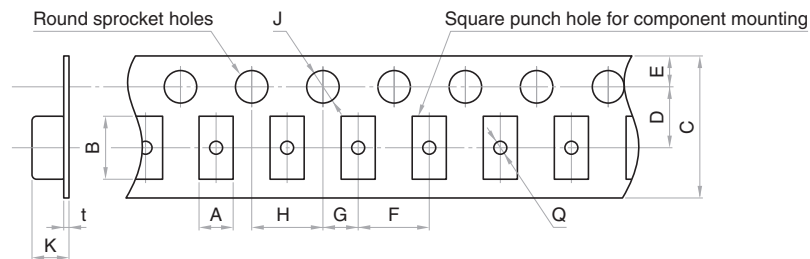 Round sprocket holes
J
Square punch hole for component mounting
E
D
C
B
t
K
A
H
G
F
Q